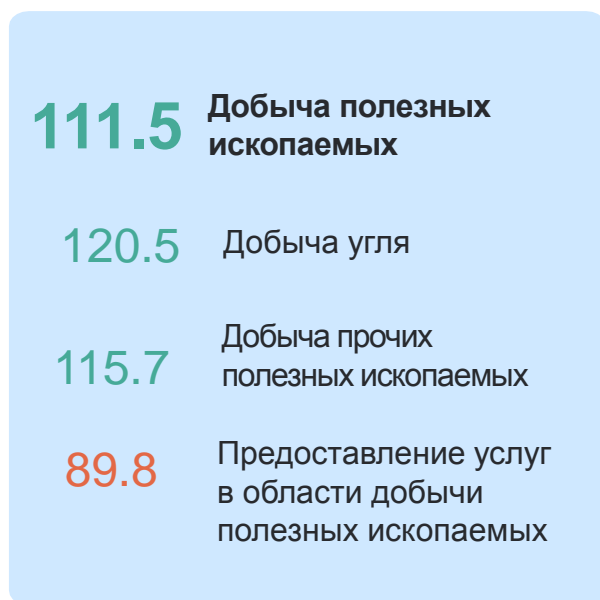 111.5 Добыча полезных
ископаемых
120.5 Добыча угля
Добыча прочих
115.7 полезных ископаемых
89.8 Предоставление услуг
в области добычи
полезных ископаемых